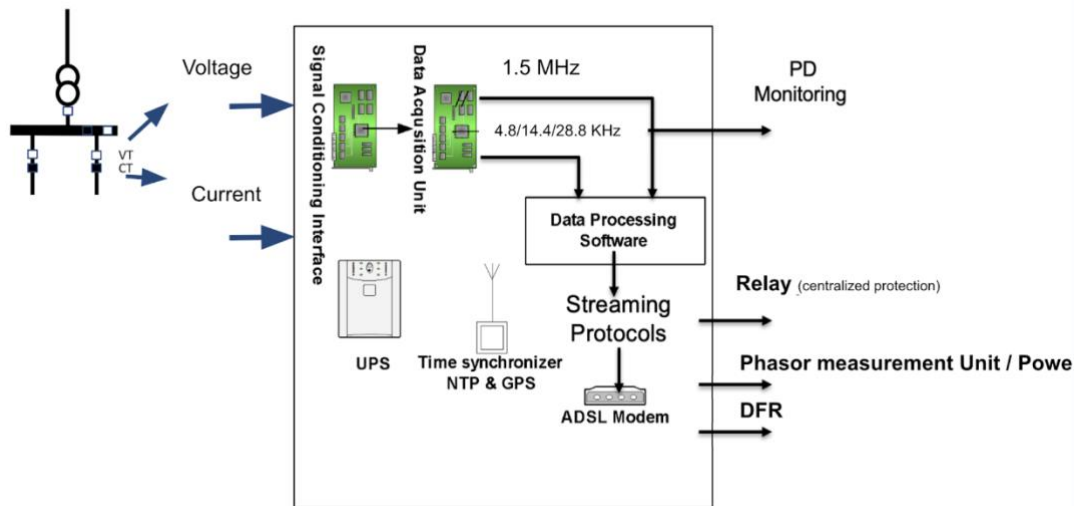 Voltage
VT
CT
Current
Signal Conditioning Interface
Data Acqusition Unit
1.5 MHz
4.8/14.4/28.8 KHz
PD
Monitoring
Data Processing
Software
Streaming
Protocols
UPS
Time synchronizer
NTP & GPS
ADSL Modem
Relay (centralized protection)
Phasor measurement Unit / Powe
DFR